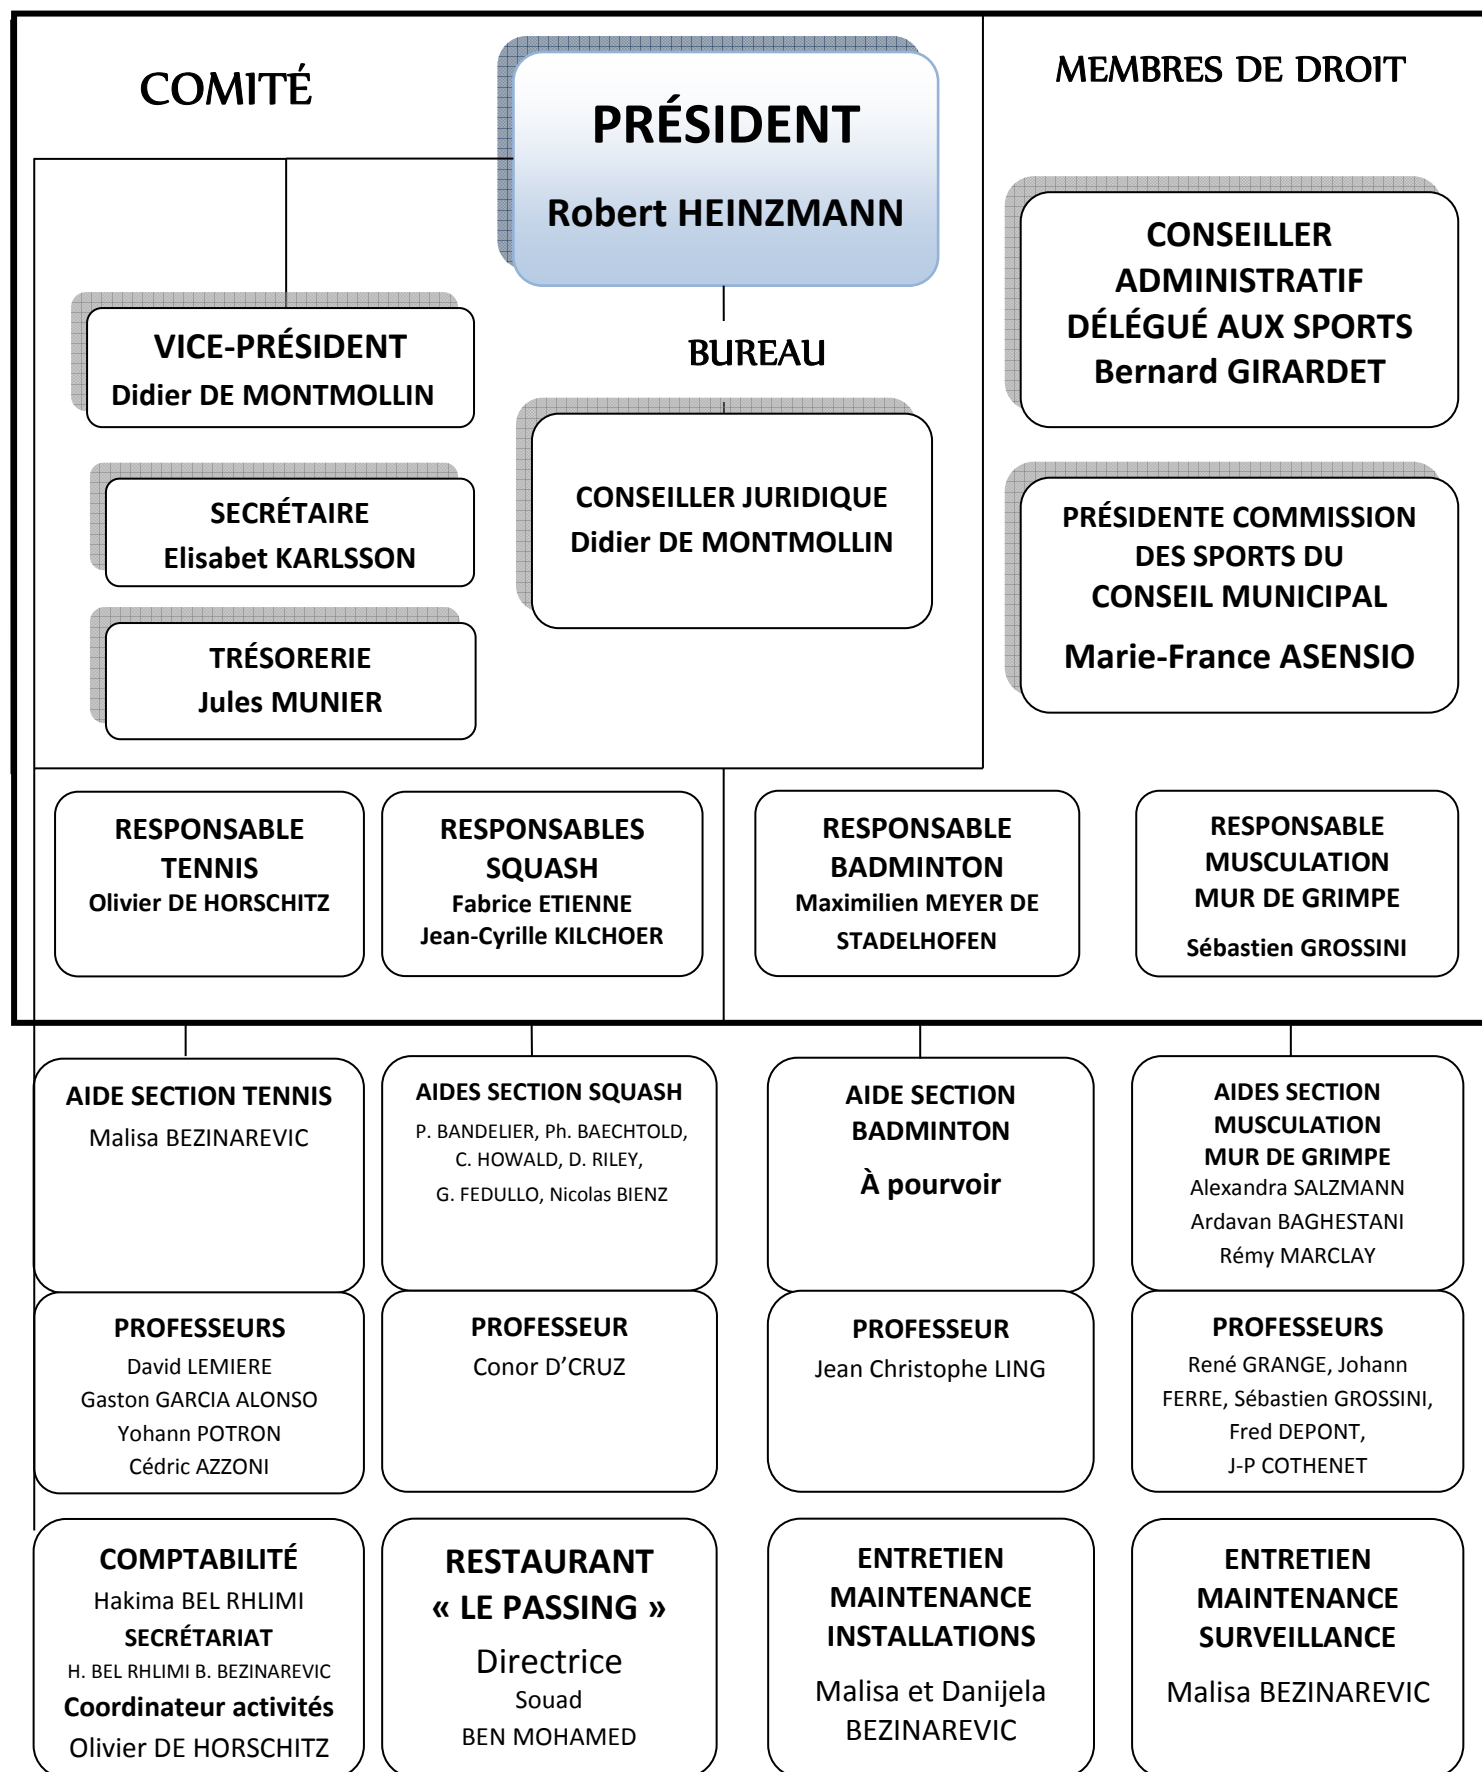 COMITÉ
PRÉSIDENT
Robert HEINZMANN
MEMBRES DE DROIT
VICE-PRÉSIDENT
Didier DE MONTMOLLIN
SECRÉTAIRE
Elisabet KARLSSON
TRÉSORERIE
Jules MUNIER
BUREAU
CONSEILLER JURIDIQUE
Didier DE MONTMOLLIN
CONSEILLER
ADMINISTRATIF
DÉLÉGUÉ AUX SPORTS
Bernard GIRARDET
PRÉSIDENTE COMMISSION
DES SPORTS DU
CONSEIL MUNICIPAL
Marie-France ASENSIO
RESPONSABLE
TENNIS
Olivier DE HORSCHITZ
RESPONSABLES
SQUASH
Fabrice ETIENNE
Jean-Cyrille KILCHOER
RESPONSABLE
BADMINTON
Maximilien MEYER DE
STADELHOFEN
RESPONSABLE
MUSCULATION
MUR DE GRIMPE
Sébastien GROSSINI
AIDE SECTION TENNIS
Malisa BEZINAREVIC
AIDES SECTION SQUASH
P. BANDELIER, Ph. BAECHTOLD,
C. HOWALD, D. RILEY,
G. FEDULLO, Nicolas BIENZ
AIDE SECTION
BADMINTON
À pourvoir
AIDES SECTION
MUSCULATION
MUR DE GRIMPE
Alexandra SALZMANN
Ardavan BAGHESTANI
Rémy MARCLAY
PROFESSEURS
David LEMIERE
Gaston GARCIA ALONSO
Yohann POTRON
Cédric AZZONI
PROFESSEUR
Conor D’CRUZ
PROFESSEUR
Jean Christophe LING
PROFESSEURS
René GRANGE, Johann
FERRE, Sébastien GROSSINI,
Fred DEPONT,
J-P COTHENET
COMPTABILITÉ
Hakima BEL RHLIMI
SECRÉTARIAT
H. BEL RHLIMI B. BEZINAREVIC
Coordinateur activités
Olivier DE HORSCHITZ
RESTAURANT
« LE PASSING »
Directrice
Souad
BEN MOHAMED
ENTRETIEN
MAINTENANCE
INSTALLATIONS
Malisa et Danijela
BEZINAREVIC
ENTRETIEN
MAINTENANCE
SURVEILLANCE
Malisa BEZINAREVIC